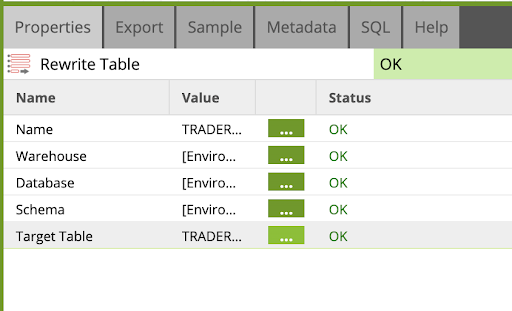 Properties Export Sample Metadata SQL Help
Rewrite Table OK
Name Value Status
Name TRADER... ... OK
Warehouse [Enviro... ... OK
Database [Enviro... ... OK
Schema [Enviro... ... OK
Target Table TRADER... ... OK